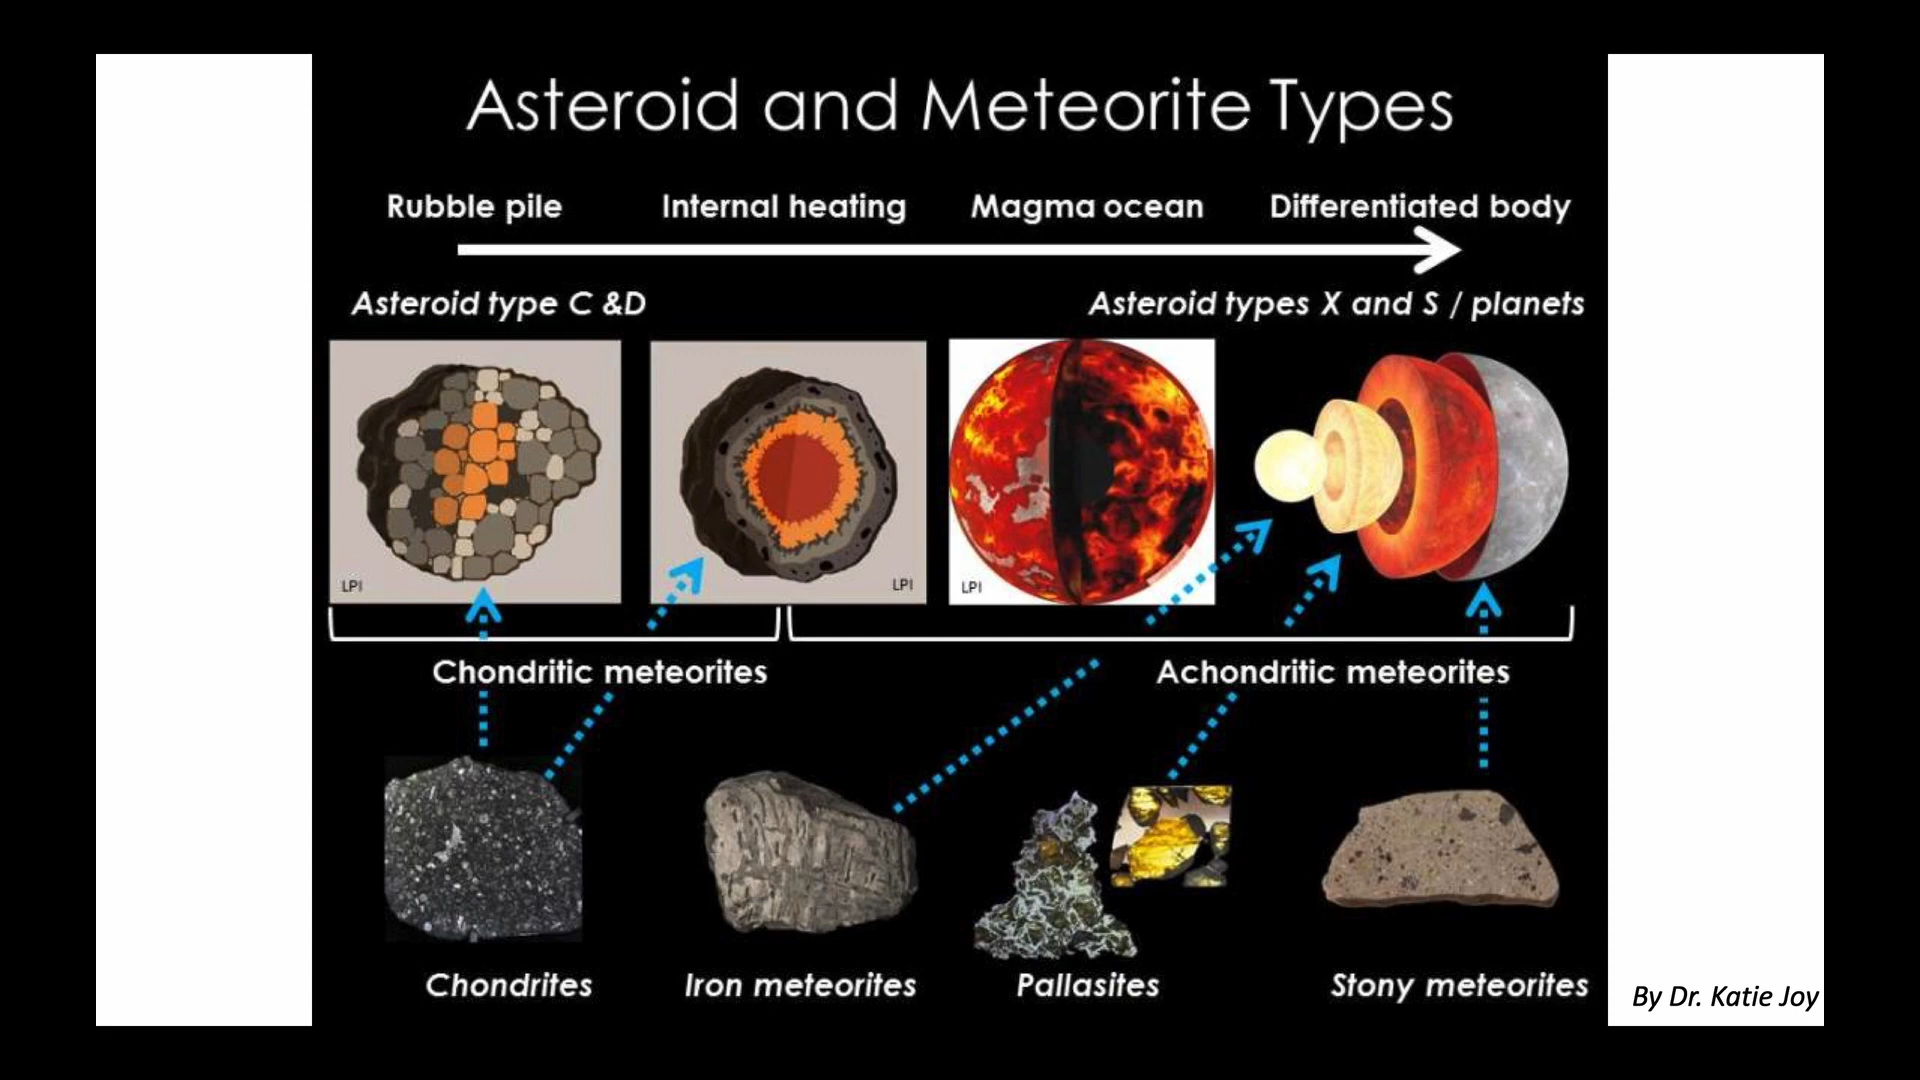 Asteroid and Meteorite Types
Rubble pile
Internal heating
Magma ocean
Differentiated body
Asteroid type C &D
Asteroid types X and S / planets
LPI
LPI
LPI
Chondritic meteorites
Achondritic meteorites
Chondrites
Iron meteorites
Pallasites
Stony meteorites
By Dr. Katie Joy